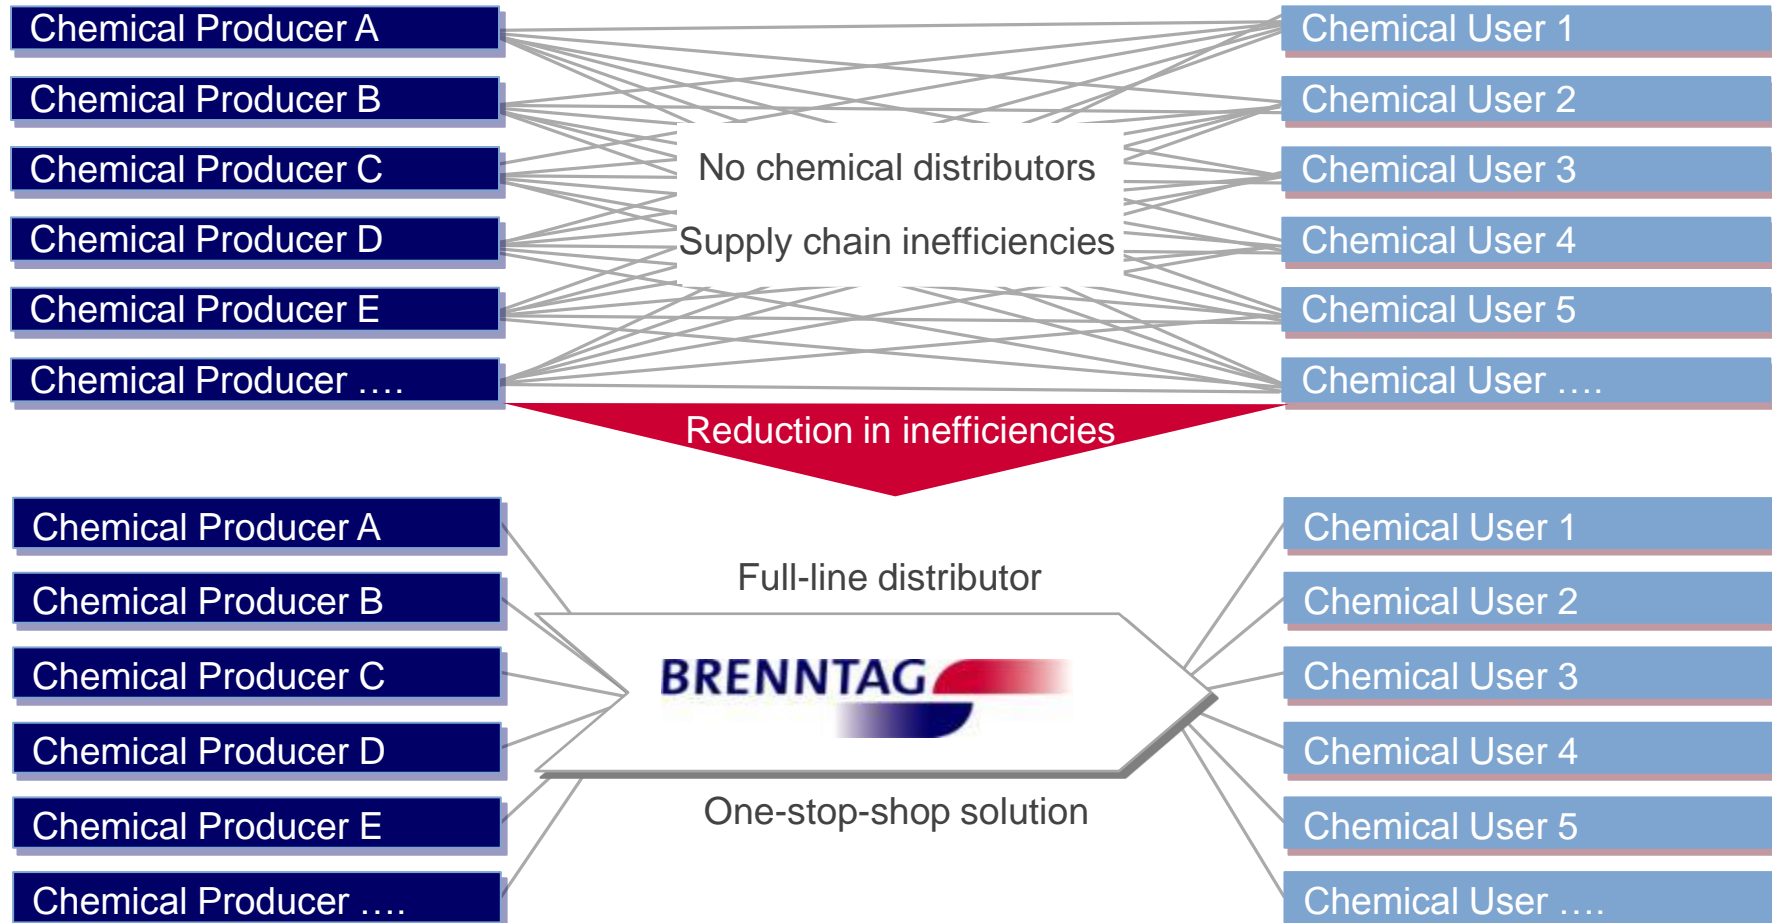 Chemical Producer A
Chemical User 1
Chemical Producer B
Chemical User 2
Chemical Producer C
No chemical distributors
Chemical User 3
Chemical Producer D
Supply chain inefficiencies
Chemical User 4
Chemical Producer E
Chemical User 5
Chemical Producer ….
Chemical User ….
Reduction in inefficiencies
Chemical Producer A
Chemical User 1
Full-line distributor
Chemical Producer B
Chemical User 2
Chemical Producer C
BRENNTAG
Chemical User 3
Chemical Producer D
Chemical User 4
One-stop-shop solution
Chemical Producer E
Chemical User 5
Chemical Producer ….
Chemical User ….